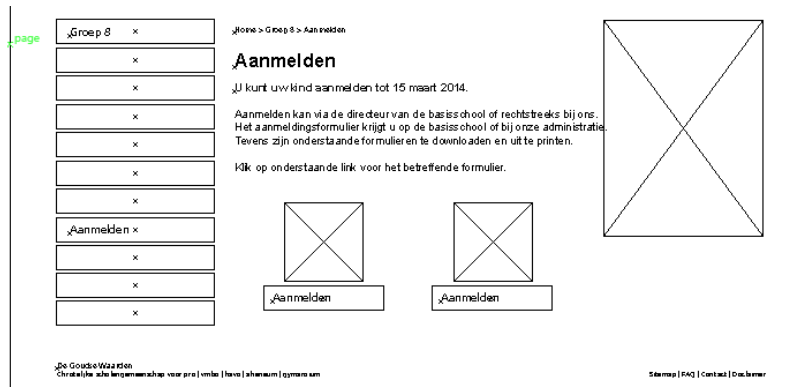 page
Groep 8
Aanmelden
Home > Groep 8 > Aanmelden
Aanmelden
U kunt uw kind aanmelden tot 15 maart 2014.
Aanmelden kan via de directeur van de basisschool of rechtstreeks bij ons.
Het aanmeldingsformulier krijgt u op de basisschool of bij onze administratie.
Tevens zijn onderstaande formulieren te downloaden en uit te printen.
Klik op onderstaande link voor het betreffende formulier.
Aanmelden
Aanmelden
De Goudse Waarden
Christelijke scholengemeenschap voor pro | vmbo | havo | atheneum | gymnasium
Sitemap | FAQ | Contact | Disclaimer